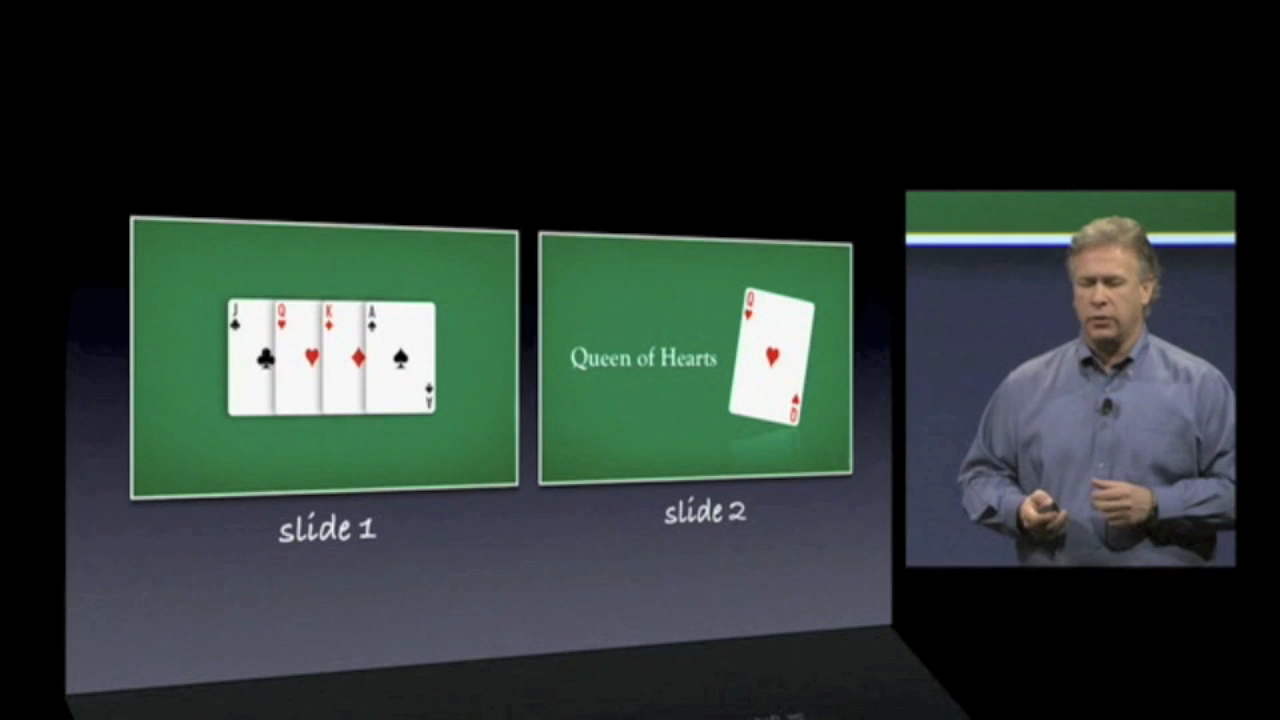 J Q K A
A
Queen of Hearts
Q
Q
slide 1
slide 2